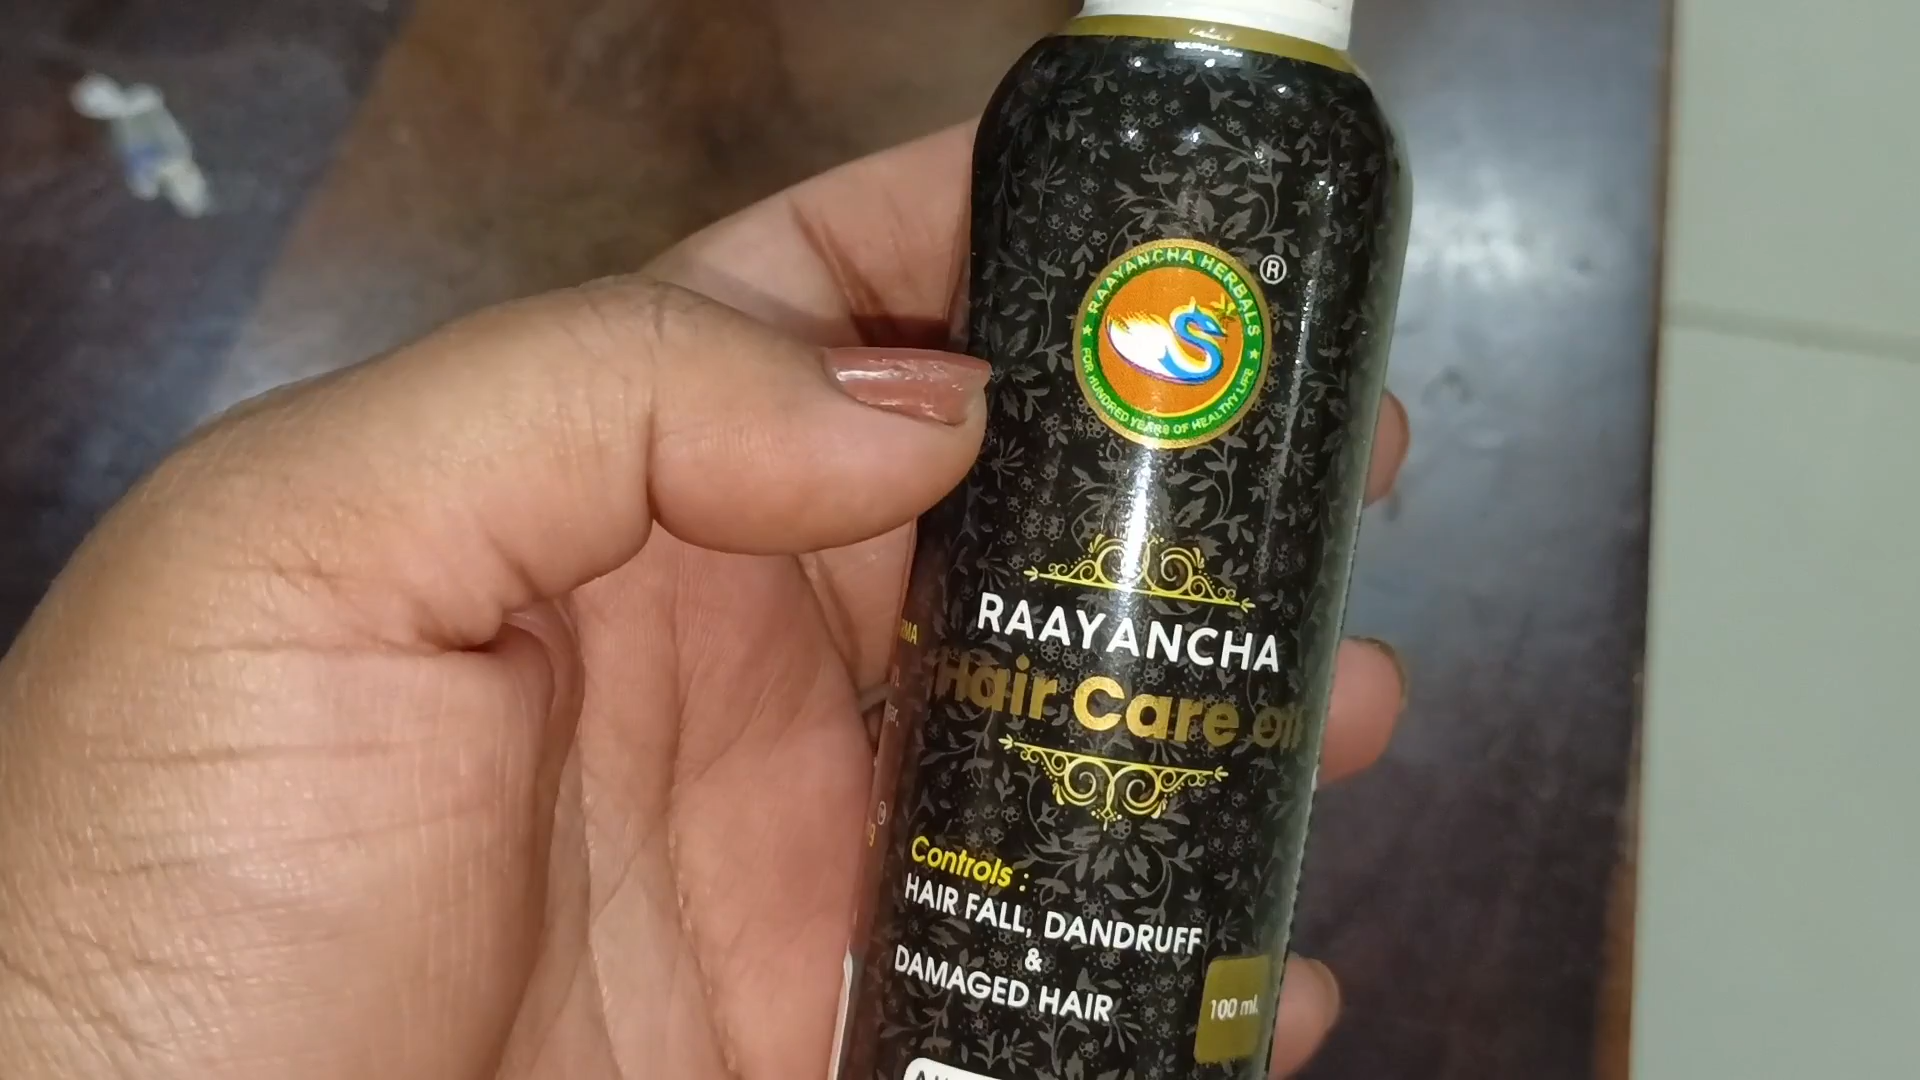 RAAYANCHA HERBALS
®
FOR HUNDRED YEARS OF HEALTHY LIFE
S
RAAYANCHA
Hair Care oil
Controls :
HAIR FALL, DANDRUFF
&
DAMAGED HAIR
100 ml.